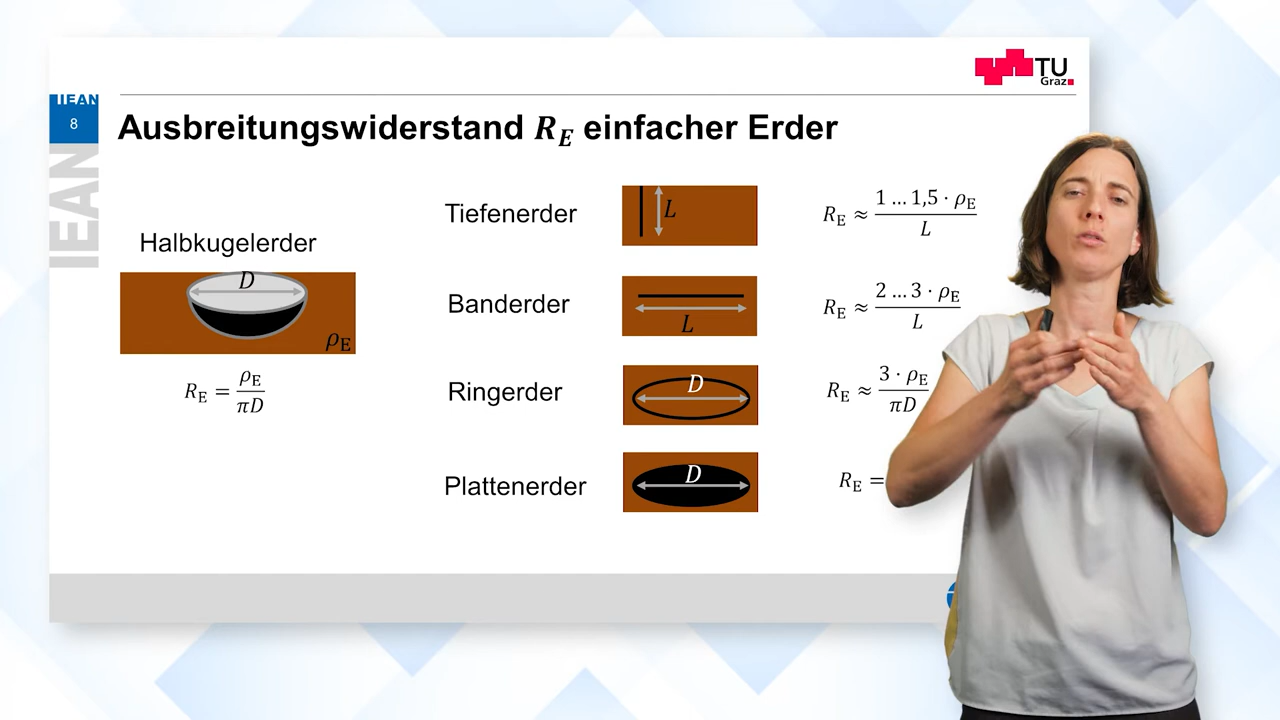 TU
Graz
IEAN
8
IEAN
Ausbreitungswiderstand R_E einfacher Erder
Halbkugelerder
D
ρ_E
R_E = ρ_E / πD
Tiefenerder
L
R_E ≈ 1 … 1,5 · ρ_E / L
Banderder
L
R_E ≈ 2 … 3 · ρ_E / L
Ringerder
D
R_E ≈ 3 · ρ_E / πD
Plattenerder
D
R_E =